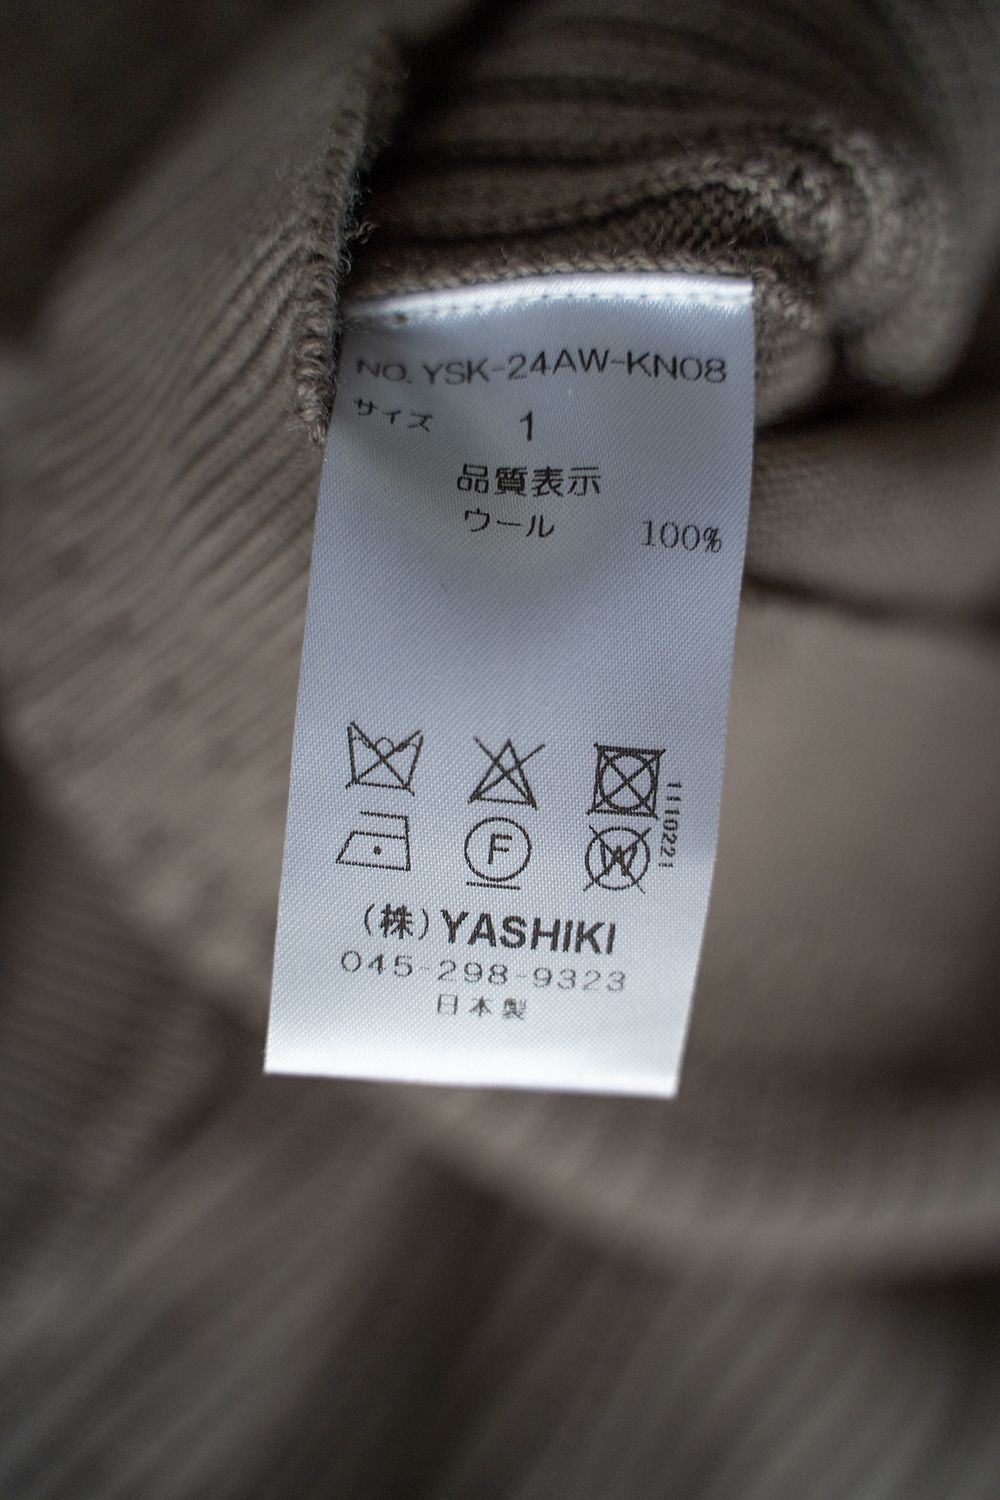 NO. YSK-24AW-KN08
サイズ 1
品質表示
ウール 100%
1110221
F
W
(株)YASHIKI
045-298-9323
日本製